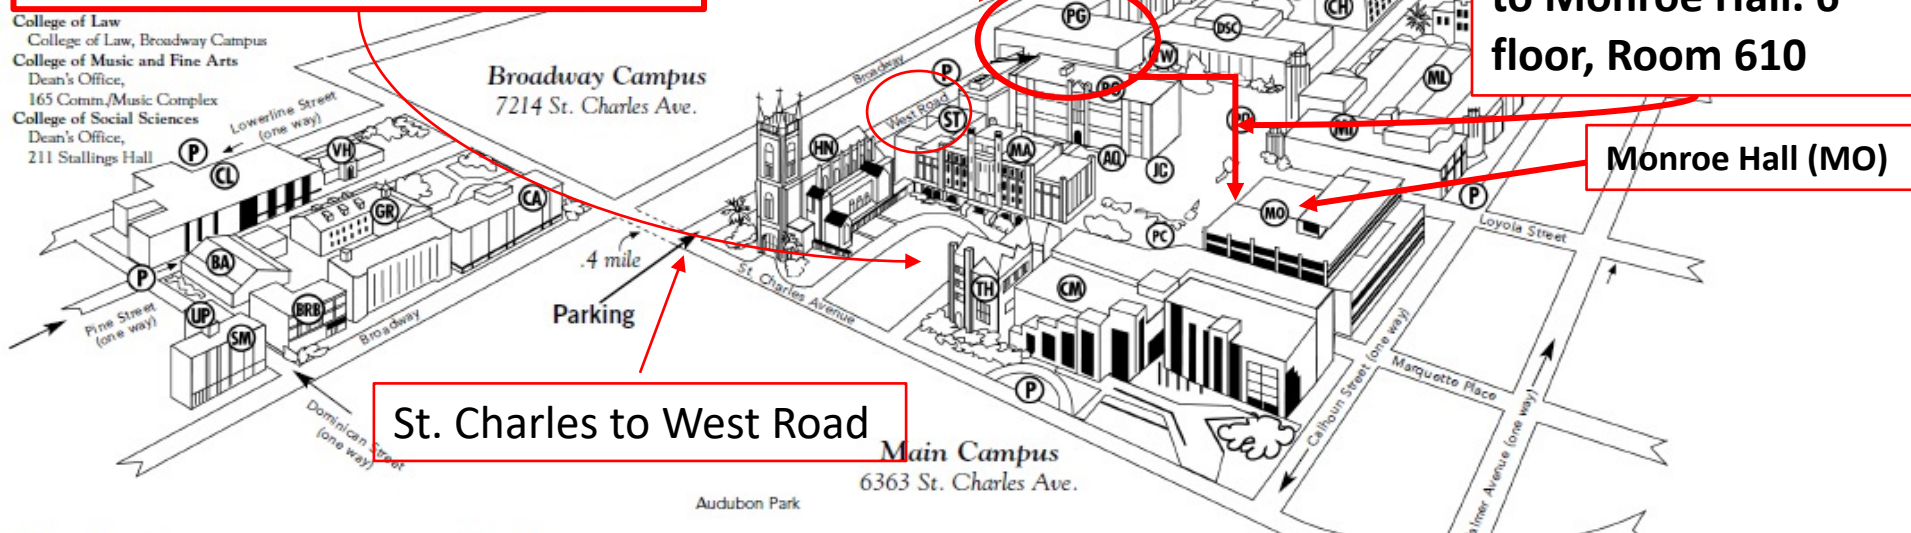 College of Law
College of Law, Broadway Campus
College of Music and Fine Arts
Dean's Office,
165 Comm./Music Complex
College of Social Sciences
Dean's Office,
211 Stallings Hall
Broadway Campus
7214 St. Charles Ave.
to Monroe Hall. 6
floor, Room 610
Monroe Hall (MO)
Lowerline Street
(one way)
Broadway
West Road
P
PG
DSC
CH
ML
P
ST
HN
MA
AQ
JC
MO
PC
P
Loyola Street
P
CL
VH
GR
CA
BA
P
UP
BRB
SM
Pine Street
(one way)
Broadway
.4 mile
Parking
St. Charles Avenue
TH
CM
P
Dominican Street
(one way)
St. Charles to West Road
Main Campus
6363 St. Charles Ave.
Audubon Park
Calhoun Street (one way)
Marquette Place
Avenue (one way)